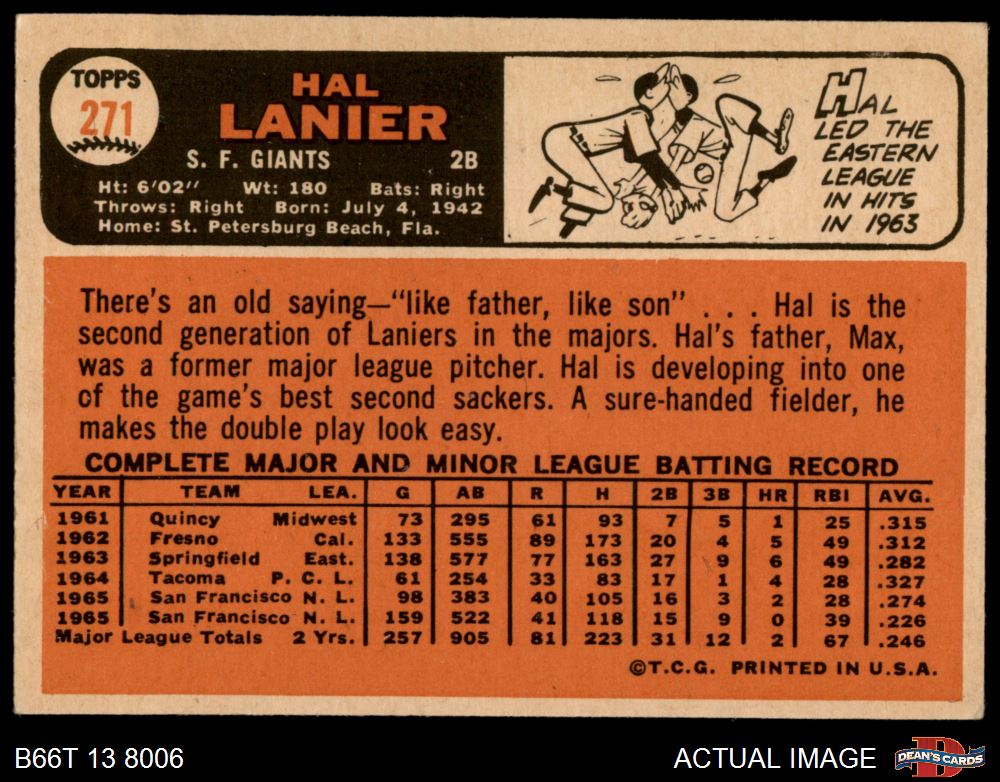 TOPPS
271
HAL
LANIER
S. F. GIANTS 2B
Ht: 6'02" Wt: 180 Bats: Right
Throws: Right Born: July 4, 1942
Home: St. Petersburg Beach, Fla.
HAL
LED THE
EASTERN
LEAGUE
IN HITS
IN 1963
There's an old saying—"like father, like son" . . . Hal is the
second generation of Laniers in the majors. Hal's father, Max,
was a former major league pitcher. Hal is developing into one
of the game's best second sackers. A sure-handed fielder, he
makes the double play look easy.
COMPLETE MAJOR AND MINOR LEAGUE BATTING RECORD
YEAR TEAM LEA. G AB R H 2B 3B HR RBI AVG.
1961 Quincy Midwest 73 295 61 93 7 5 1 25 .315
1962 Fresno Cal. 133 555 89 173 20 4 5 49 .312
1963 Springfield East. 138 577 77 163 27 9 6 49 .282
1964 Tacoma P. C. L. 61 254 33 83 17 1 4 28 .327
1965 San Francisco N. L. 98 383 40 105 16 3 2 28 .274
1965 San Francisco N. L. 159 522 41 118 15 9 0 39 .226
Major League Totals 2 Yrs. 257 905 81 223 31 12 2 67 .246
©T.C.G. PRINTED IN U.S.A.
B66T 13 8006 ACTUAL IMAGE
D
DEAN'S CARDS